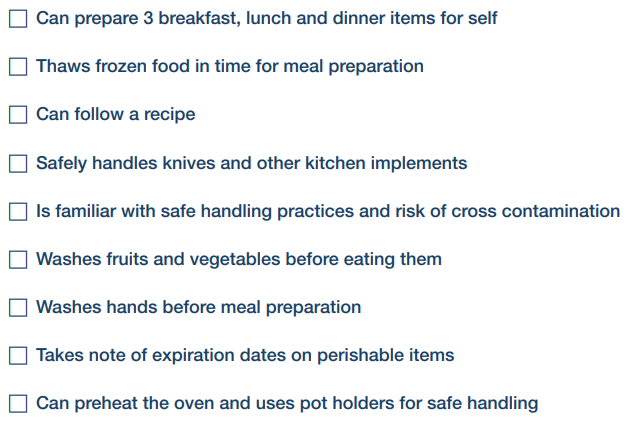 Can prepare 3 breakfast, lunch and dinner items for self
Thaws frozen food in time for meal preparation
Can follow a recipe
Safely handles knives and other kitchen implements
Is familiar with safe handling practices and risk of cross contamination
Washes fruits and vegetables before eating them
Washes hands before meal preparation
Takes note of expiration dates on perishable items
Can preheat the oven and uses pot holders for safe handling